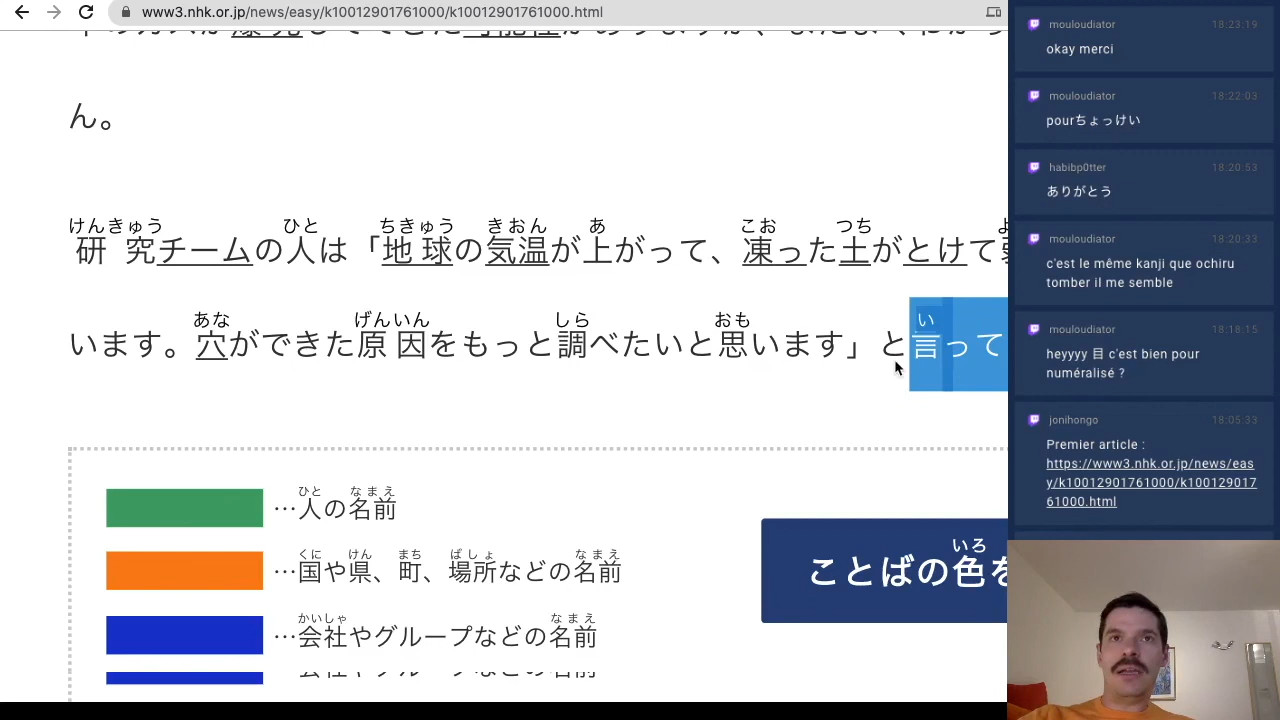 www3.nhk.or.jp/news/easy/k10012901761000/k10012901761000.html
ん。
けんきゅう ひと ちきゅう きおん あ こお つち
研究チームの人は「地球の気温が上がって、凍った土がとけて
あな げんいん しら おも い
います。穴ができた原因をもっと調べたいと思います」と言って
ひと なまえ
…人の名前
くに けん まち ばしょ なまえ
…国や県、町、場所などの名前
かいしゃ なまえ
…会社やグループなどの名前
いろ
ことばの色を
mouloudiator 18:23:19
okay merci
mouloudiator 18:22:03
pourちょっけい
habibp0tter 18:20:53
ありがとう
mouloudiator 18:20:33
c'est le même kanji que ochiru
tomber il me semble
mouloudiator 18:18:15
heyyyy 目 c'est bien pour
numéralisé ?
jonihongo 18:05:33
Premier article :
https://www3.nhk.or.jp/news/eas
y/k10012901761000/k100129017
61000.html